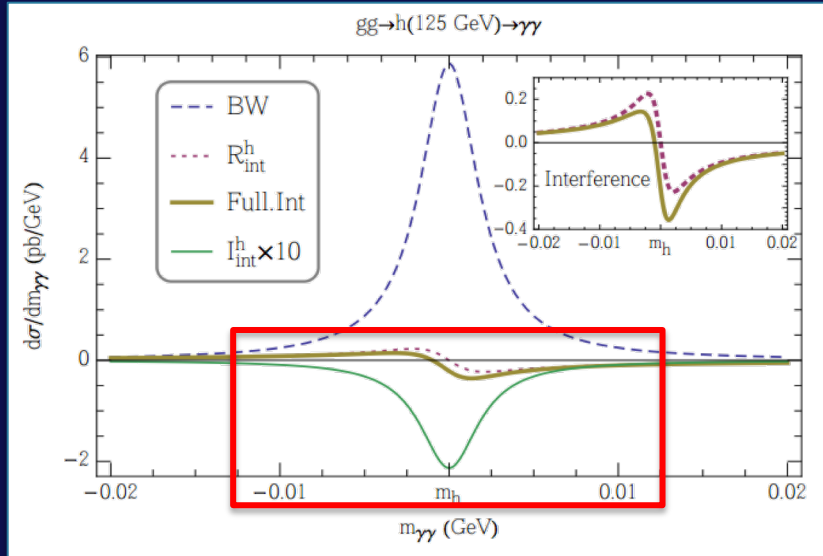 gg→h(125 GeV)→γγ
6
4
2
0
−2
dσ/dmγγ (pb/GeV)
BW
R^h_int
Full.Int
I^h_int×10
0.2
0.0
−0.2
−0.4
Interference
−0.02 −0.01 m_h 0.01 0.02
−0.02 −0.01 m_h 0.01 0.02
mγγ (GeV)